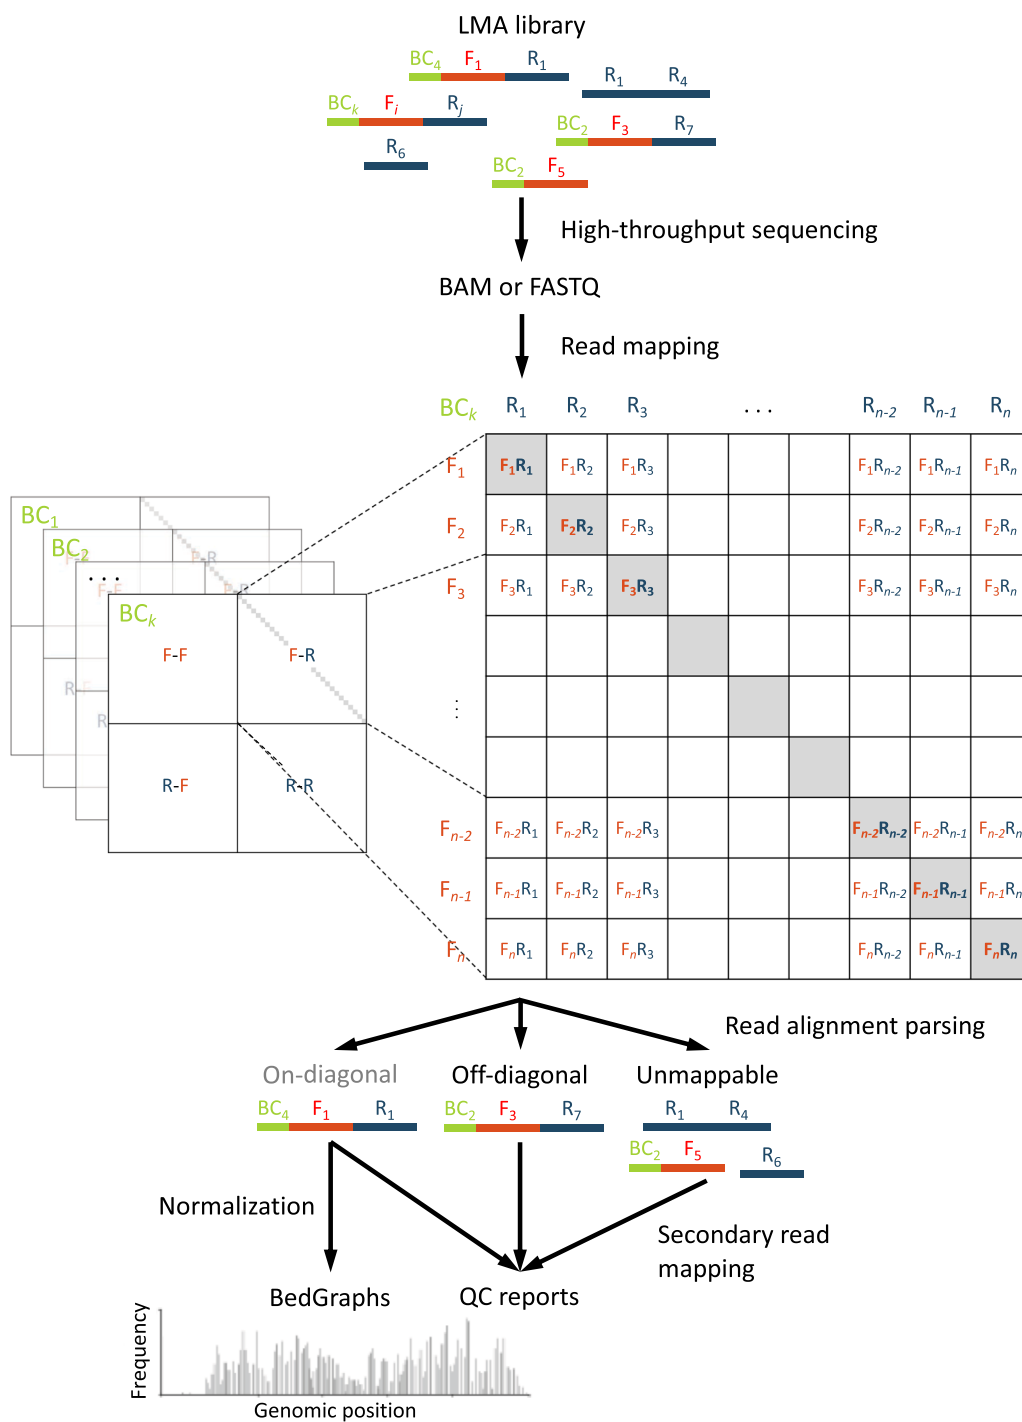 LMA library
BC4 F1 R1
R1 R4
BCk Fi Rj
BC2 F3 R7
R6
BC2 F5
High-throughput sequencing
BAM or FASTQ
Read mapping
BCk R1 R2 R3 ... Rn-2 Rn-1 Rn
F1 F1R1 F1R2 F1R3 F1Rn-2 F1Rn-1 F1Rn
F2 F2R1 F2R2 F2R3 F2Rn-2 F2Rn-1 F2Rn
F3 F3R1 F3R2 F3R3 F3Rn-2 F3Rn-1 F3Rn
⋮
Fn-2 Fn-2R1 Fn-2R2 Fn-2R3 Fn-2Rn-2 Fn-2Rn-1 Fn-2Rn
Fn-1 Fn-1R1 Fn-1R2 Fn-1R3 Fn-1Rn-2 Fn-1Rn-1 Fn-1Rn
Fn FnR1 FnR2 FnR3 FnRn-2 FnRn-1 FnRn
BC1
BC2
F-F
...
F-F
BCk
F-F F-R
R-F R-R
Read alignment parsing
On-diagonal Off-diagonal Unmappable
BC4 F1 R1
BC2 F3 R7
R1 R4
BC2 F5
R6
Normalization
Secondary read
mapping
BedGraphs QC reports
Frequency
Genomic position